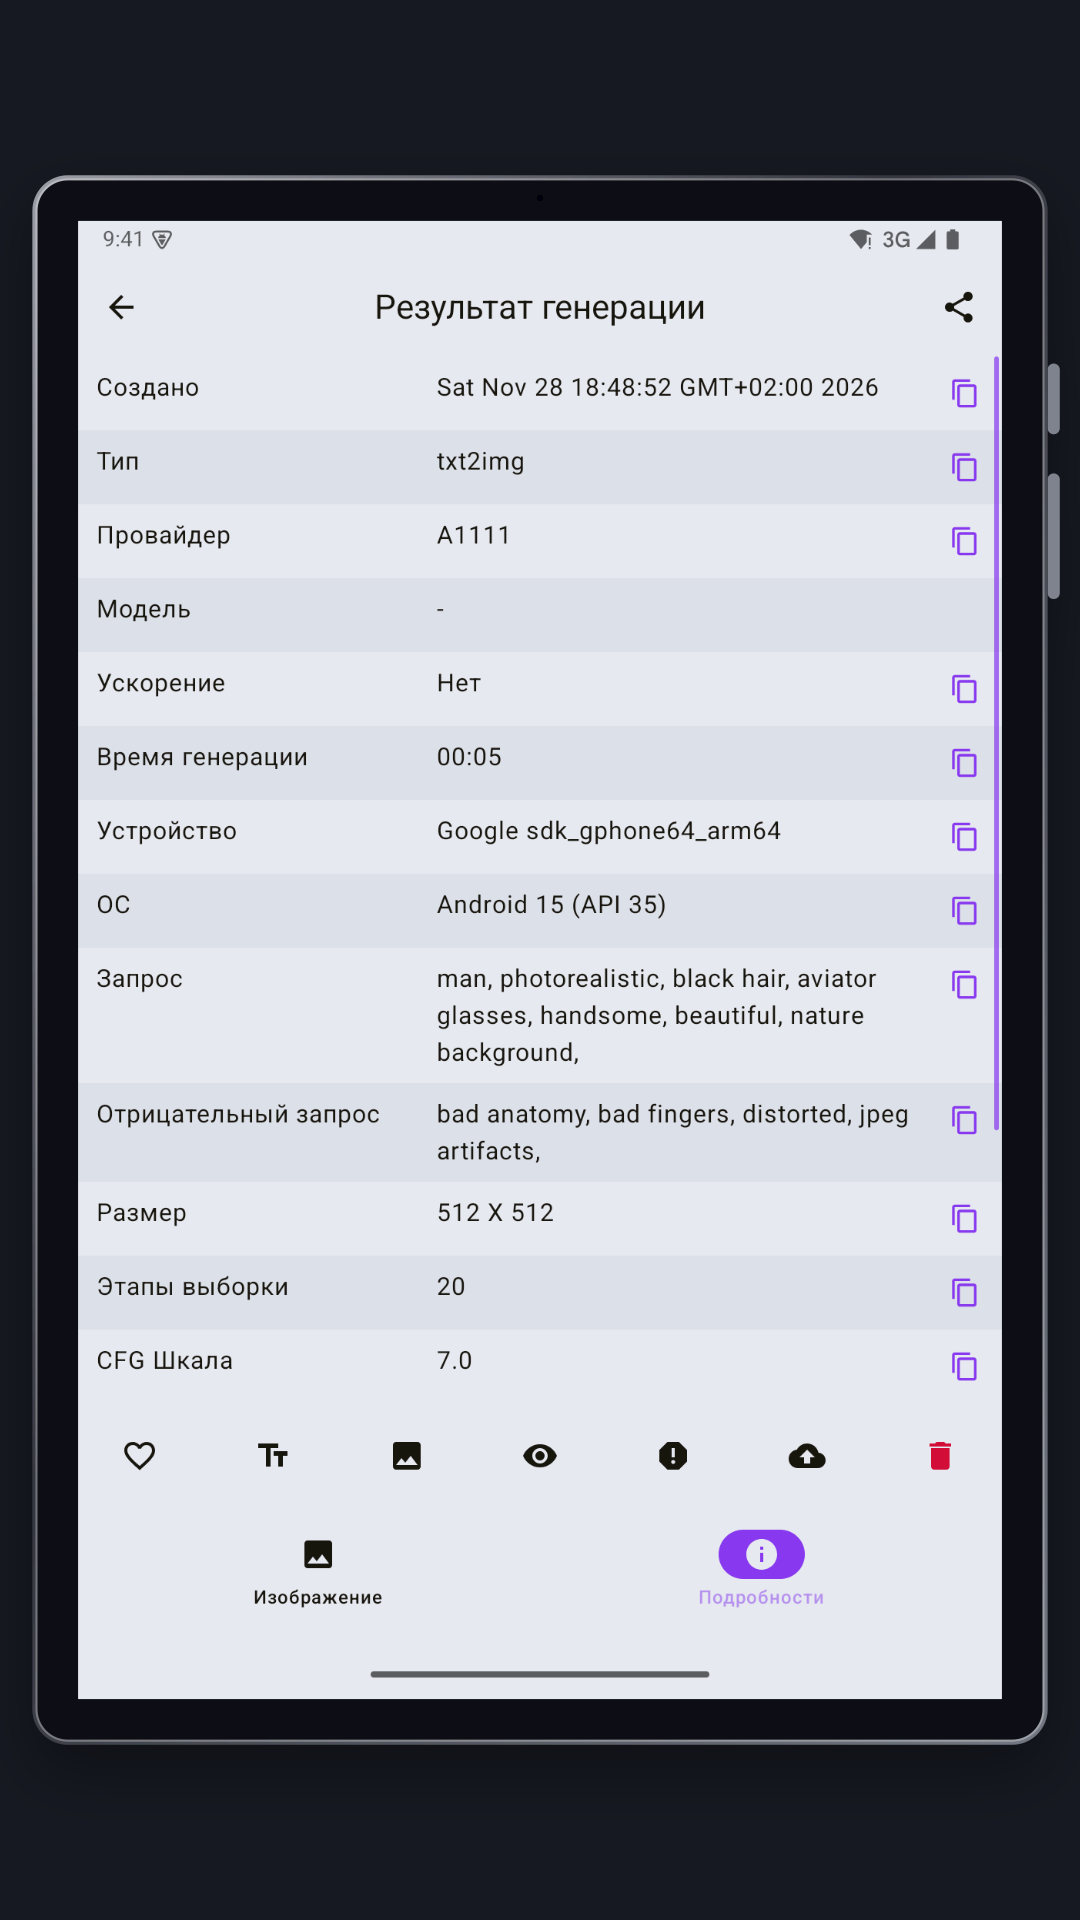 9:41
3G
Результат генерации
Создано
Sat Nov 28 18:48:52 GMT+02:00 2026
Тип
txt2img
Провайдер
A1111
Модель
-
Ускорение
Нет
Время генерации
00:05
Устройство
Google sdk_gphone64_arm64
ОС
Android 15 (API 35)
Запрос
man, photorealistic, black hair, aviator
glasses, handsome, beautiful, nature
background,
Отрицательный запрос
bad anatomy, bad fingers, distorted, jpeg
artifacts,
Размер
512 X 512
Этапы выборки
20
CFG Шкала
7.0
Изображение
Подробности